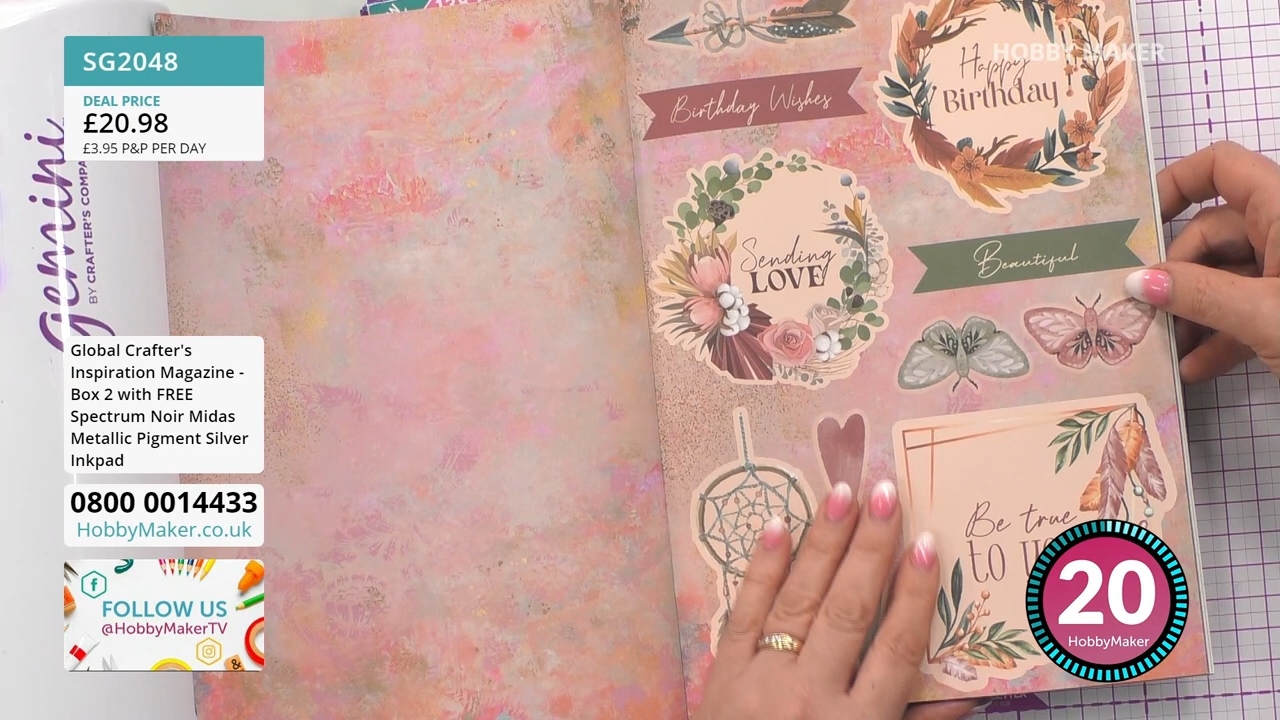 SG2048
DEAL PRICE
£20.98
£3.95 P&P PER DAY
gemini
BY CRAFTER'S
Global Crafter's
Inspiration Magazine -
Box 2 with FREE
Spectrum Noir Midas
Metallic Pigment Silver
Inkpad
0800 0014433
HobbyMaker.co.uk
FOLLOW US
@HobbyMakerTV
HOBBY MAKER
Happy
Birthday
Birthday Wishes
Sending
LOVE
Beautiful
Be true
to
20
HobbyMaker